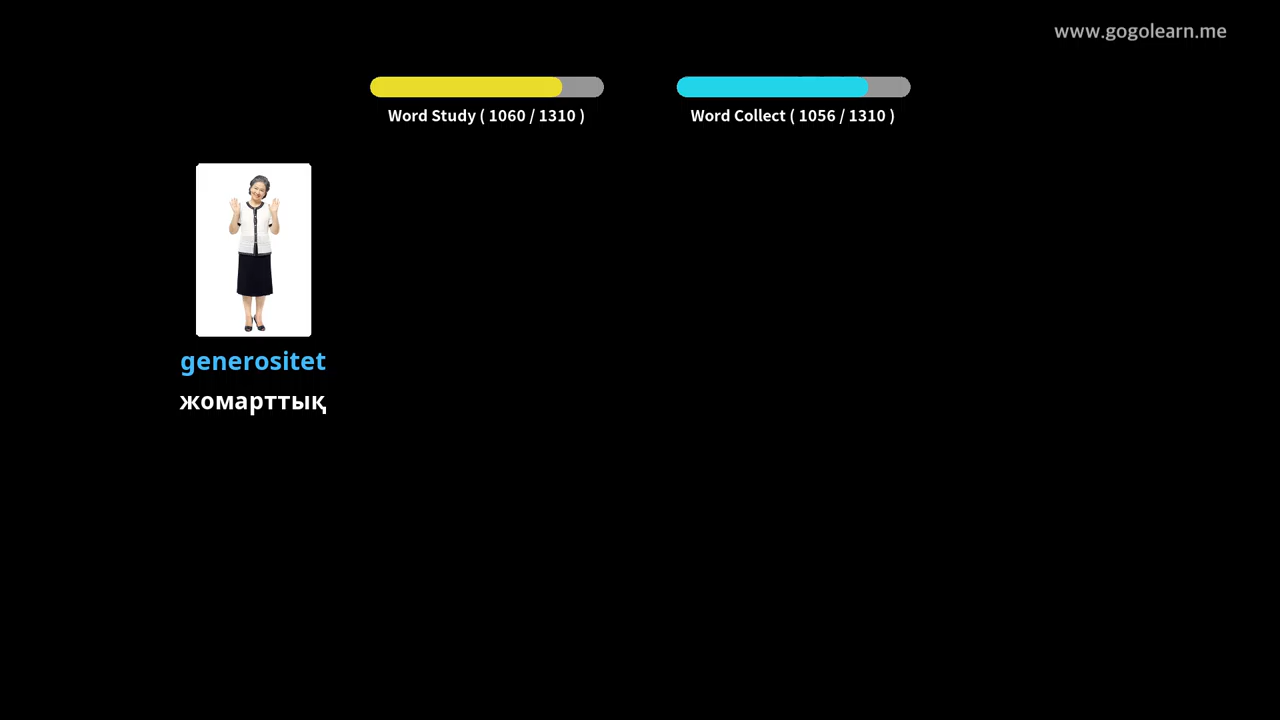 www.gogolearn.me
Word Study ( 1060 / 1310 )
Word Collect ( 1056 / 1310 )
generositet
жомарттық